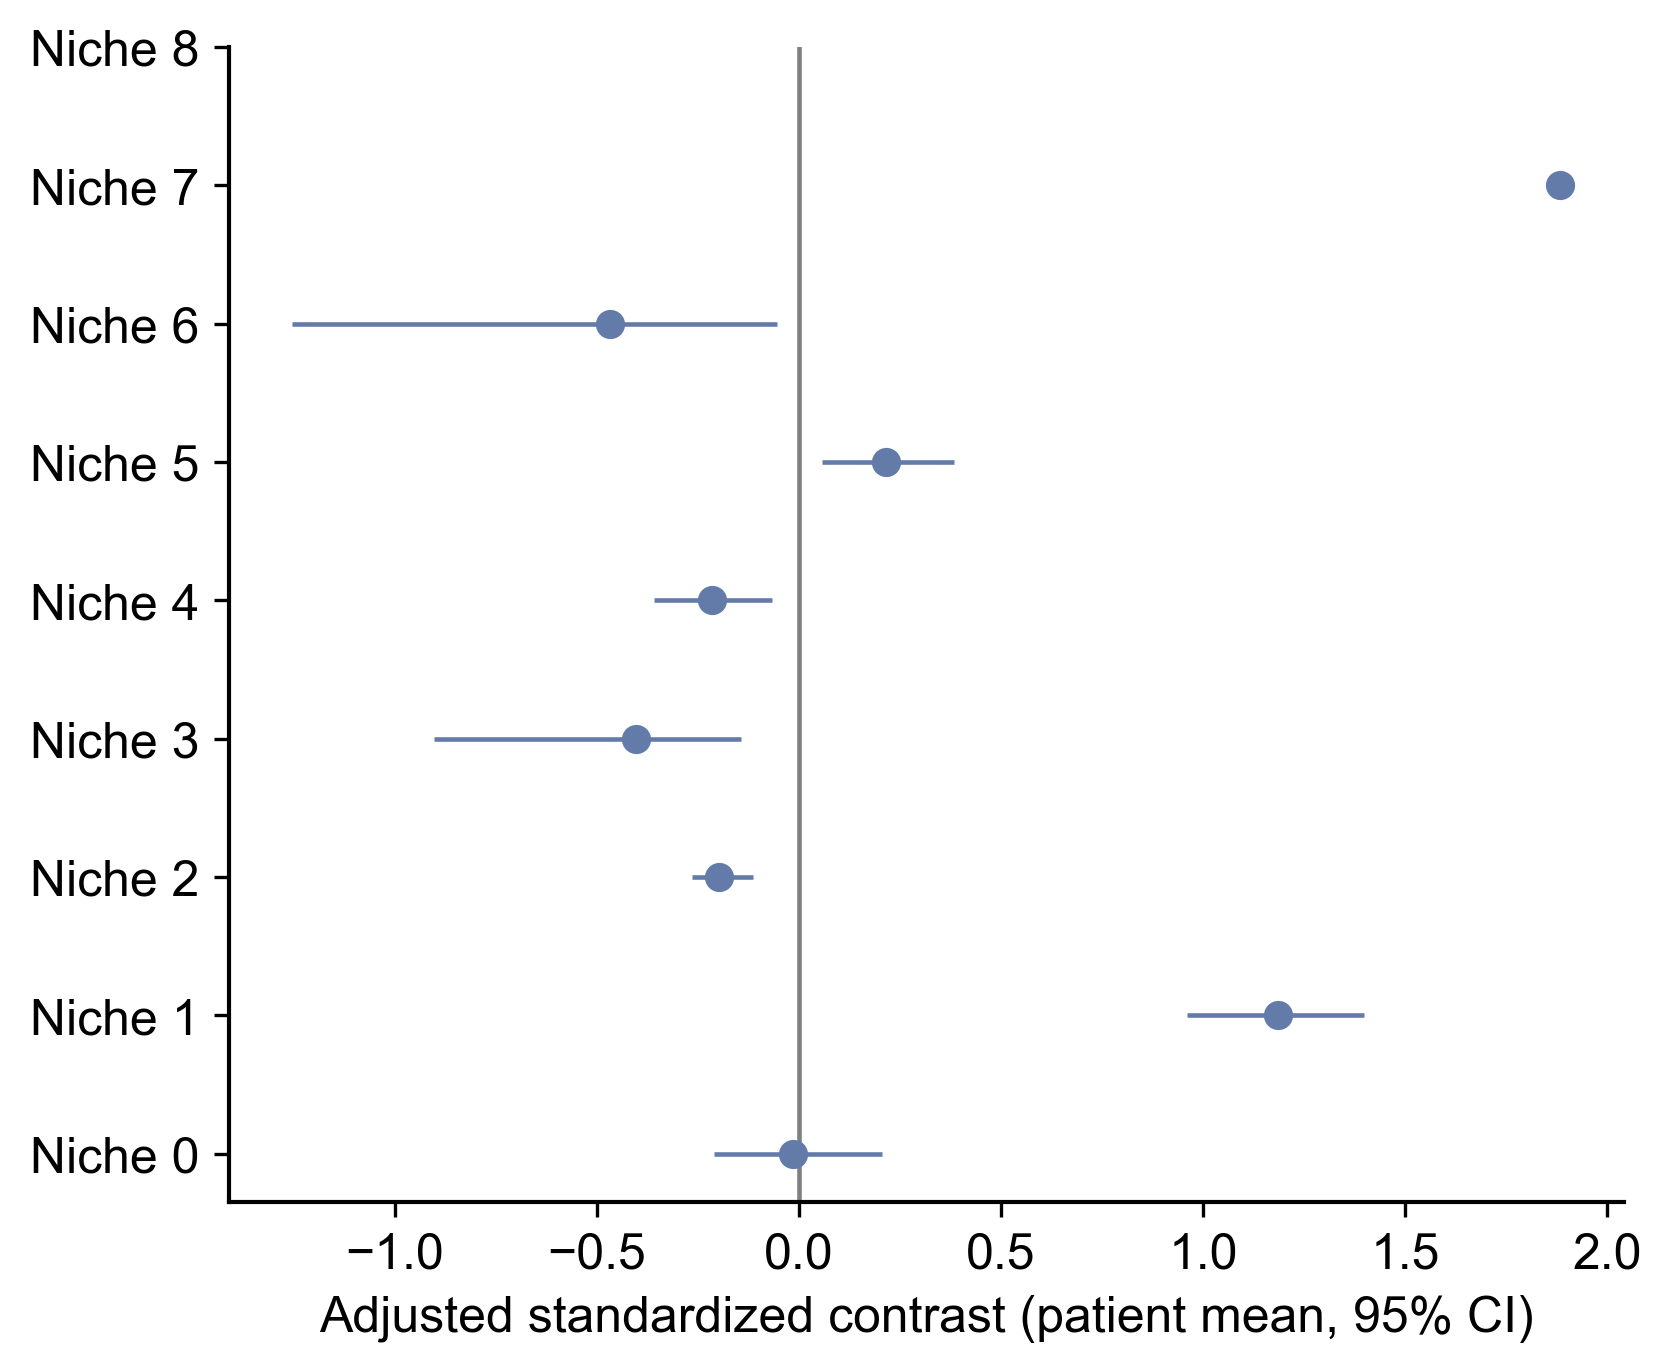 Niche 8
Niche 7
Niche 6
Niche 5
Niche 4
Niche 3
Niche 2
Niche 1
Niche 0
−1.0 −0.5 0.0 0.5 1.0 1.5 2.0
Adjusted standardized contrast (patient mean, 95% CI)